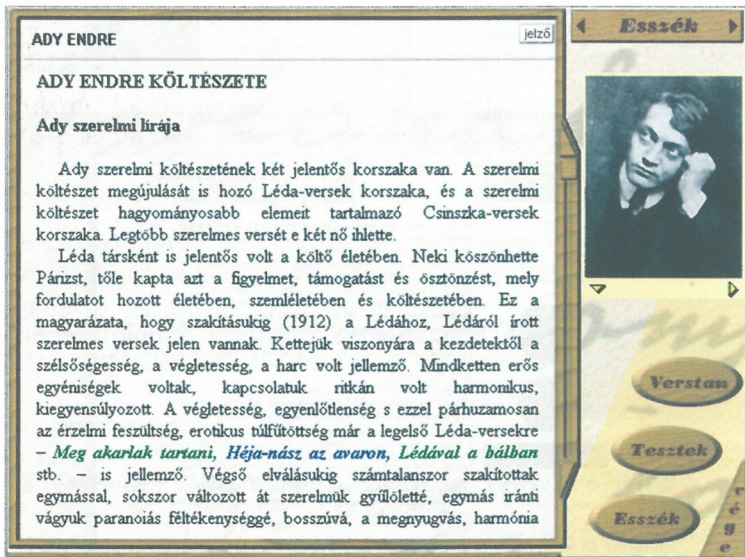 ADY ENDRE
jelző
ADY ENDRE KÖLTÉSZETE
Ady szerelmi lírája
Ady szerelmi költészetének két jelentős korszaka van. A szerelmi
költészet megújulását is hozó Léda-versek korszaka, és a szerelmi
költészet hagyományosabb elemeit tartalmazó Csinszka-versek
korszaka. Legtöbb szerelmes versét e két nő ihlette.
Léda társként is jelentős volt a költő életében. Neki köszönhette
Párizst, tőle kapta azt a figyelmet, támogatást és ösztönzést, mely
fordulatot hozott életében, szemléletében és költészetében. Ez a
magyarázata, hogy szakításukig (1912) a Lédához, Lédáról írott
szerelmes versek jelen vannak. Kettejük viszonyára a kezdetektől a
szélsőségesség, a végletesség, a harc volt jellemző. Mindketten erős
egyéniségek voltak, kapcsolatuk ritkán volt harmonikus,
kiegyensúlyozott. A végletesség, egyenlőtlenség s ezzel párhuzamosan
az érzelmi feszültség, erotikus túlfűtöttség már a legelső Léda-versekre
– Meg akarlak tartani, Héja-nász az avaron, Lédával a bálban
stb. – is jellemző. Végső elválásukig számtalanszor szakítottak
egymással, sokszor változott át szerelmük gyűlöletté, egymás iránti
vágyuk paranoiás féltékenységgé, bosszúvá, a megnyugvás, harmónia
Esszék
Verstan
Tesztek
Esszék
vége